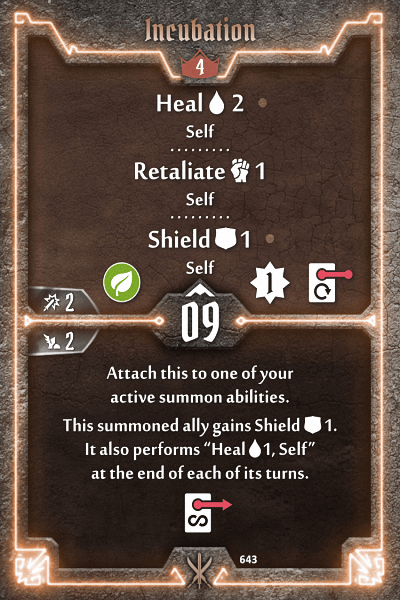 Incubation
4
Heal 2
Self
Retaliate 1
Self
Shield 1
Self
1
2
09
2
Attach this to one of your
active summon abilities.
This summoned ally gains Shield 1.
It also performs “Heal 1, Self”
at the end of each of its turns.
643